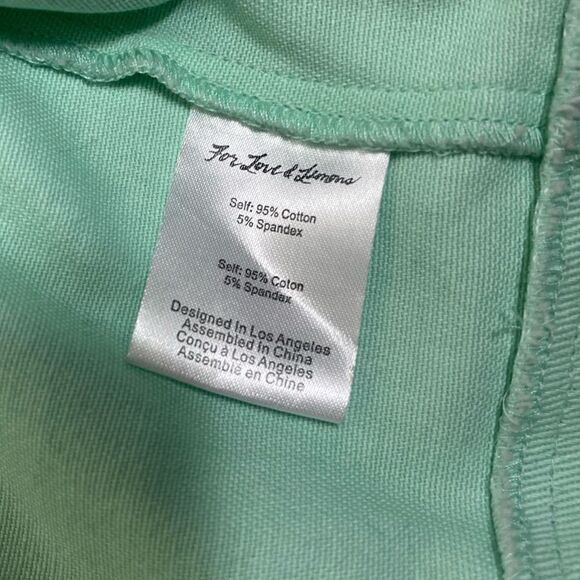 For Love & Lemons
Self: 95% Cotton
5% Spandex
Self: 95% Coton
5% Spandex
Designed In Los Angeles
Assembled In China
Conçu à Los Angeles
Assemblé en Chine